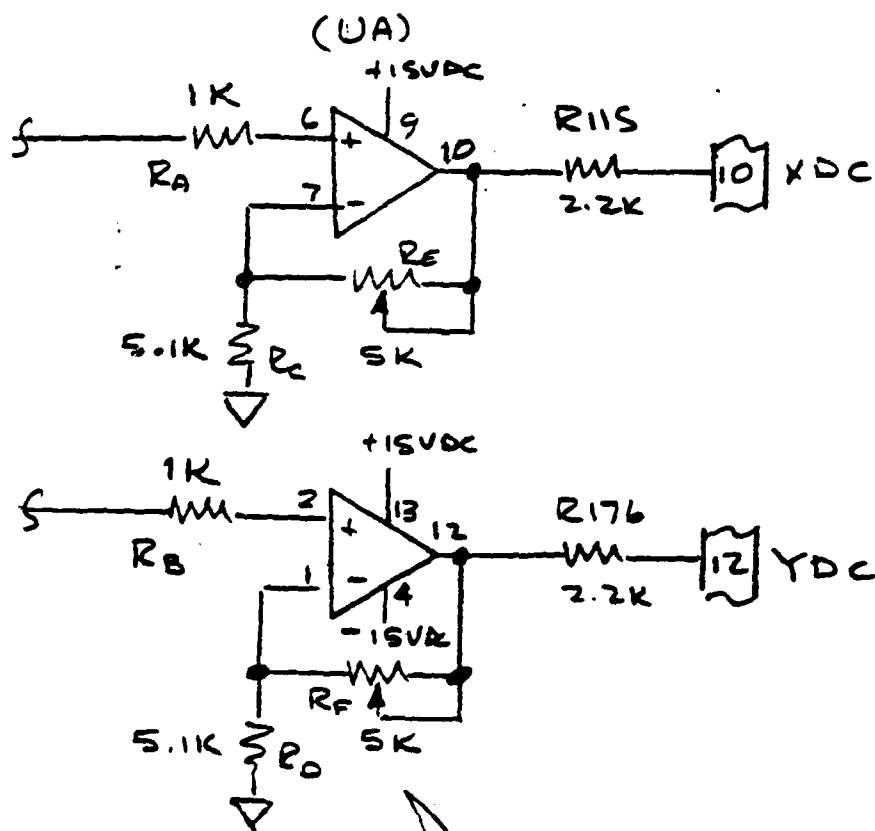 (UA)
+15VDC
1K
6
+
9
10
R115
10
XDC
RA
7
-
2.2K
RE
5.1K
RC
5K
+15VDC
1K
2
+
13
12
R176
12
YDC
RB
1
-
4
2.2K
-15VDC
RF
5.1K
RD
5K